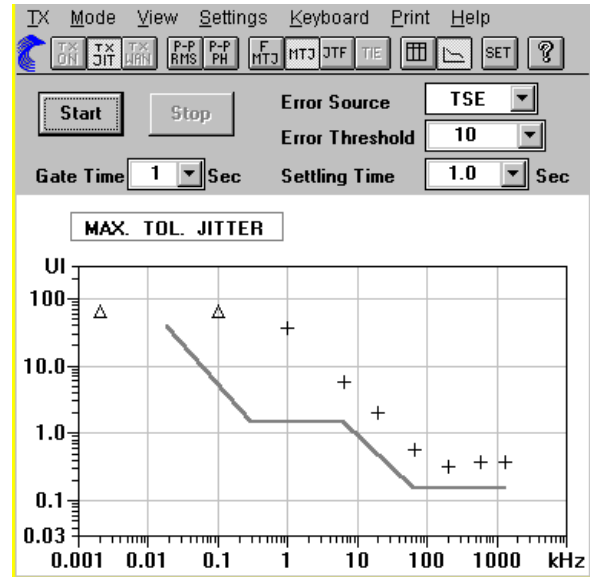 TX Mode View Settings Keyboard Print Help
TX ON TX JIT TX WAN P-P RMS P-P PH F MTJ MTJ JTF TIE SET ?
Start Stop Error Source TSE
Error Threshold 10
Gate Time 1 Sec Settling Time 1.0 Sec
MAX. TOL. JITTER
UI
100
10.0
1.0
0.1
0.03
0.001 0.01 0.1 1 10 100 1000 kHz